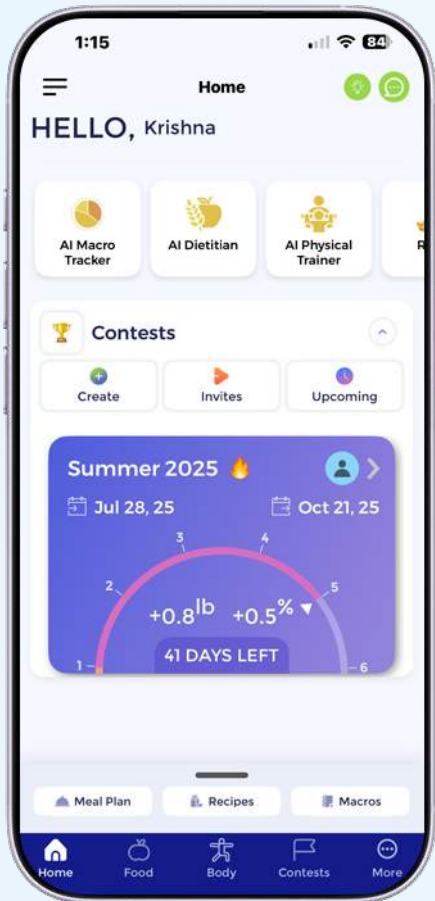 1:15 84
Home
HELLO, Krishna
AI Macro Tracker
AI Dietitian
AI Physical Trainer
R
Contests
Create Invites Upcoming
Summer 2025 🔥
Jul 28, 25 Oct 21, 25
1 2 3 4 5 6
+0.8lb +0.5%
41 DAYS LEFT
Meal Plan Recipes Macros
Home Food Body Contests More